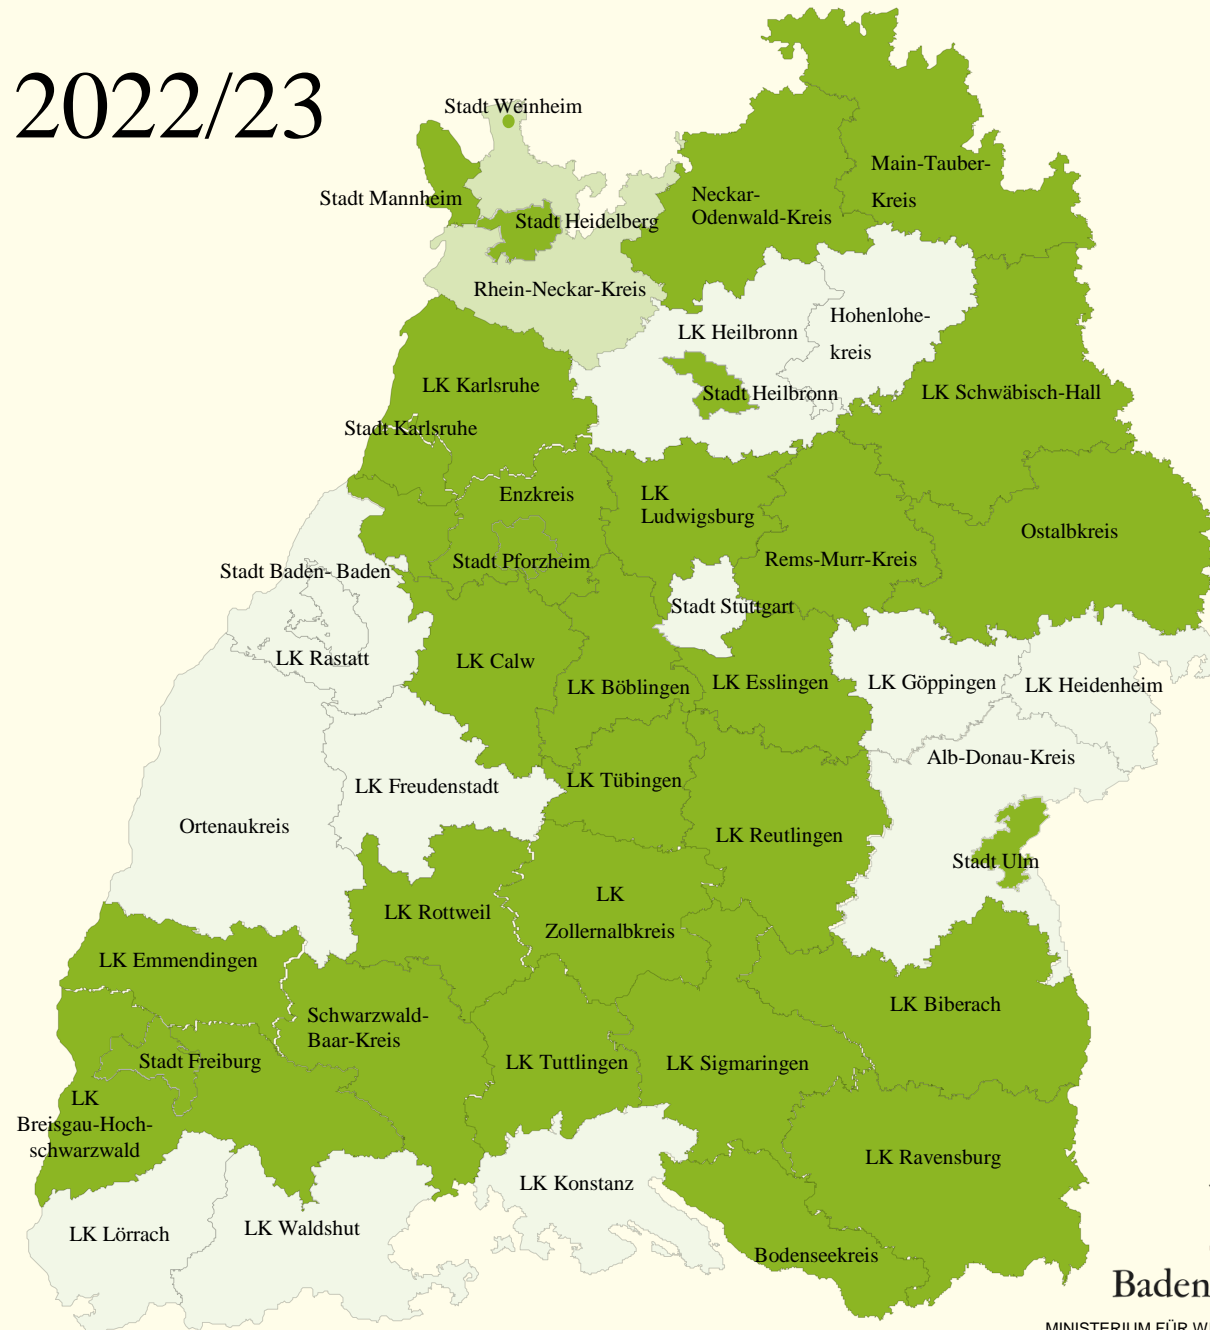 2022/23
Stadt Weinheim
Stadt Mannheim
Stadt Heidelberg
Neckar-
Odenwald-Kreis
Main-Tauber-
Kreis
Rhein-Neckar-Kreis
LK Heilbronn
Hohenlohe-
kreis
LK Karlsruhe
Stadt Heilbronn
LK Schwäbisch-Hall
Stadt Karlsruhe
Enzkreis
LK
Ludwigsburg
Ostalbkreis
Stadt Pforzheim
Rems-Murr-Kreis
Stadt Baden- Baden
Stadt Stuttgart
LK Rastatt
LK Calw
LK Böblingen
LK Esslingen
LK Göppingen
LK Heidenheim
Alb-Donau-Kreis
LK Freudenstadt
LK Tübingen
Ortenaukreis
LK Reutlingen
Stadt Ulm
LK
Zollernalbkreis
LK Rottweil
LK Emmendingen
LK Biberach
Schwarzwald-
Baar-Kreis
Stadt Freiburg
LK Tuttlingen
LK Sigmaringen
LK
Breisgau-Hoch-
schwarzwald
LK Ravensburg
LK Konstanz
LK Lörrach
LK Waldshut
Bodenseekreis
Baden
MINISTERIUM FÜR W